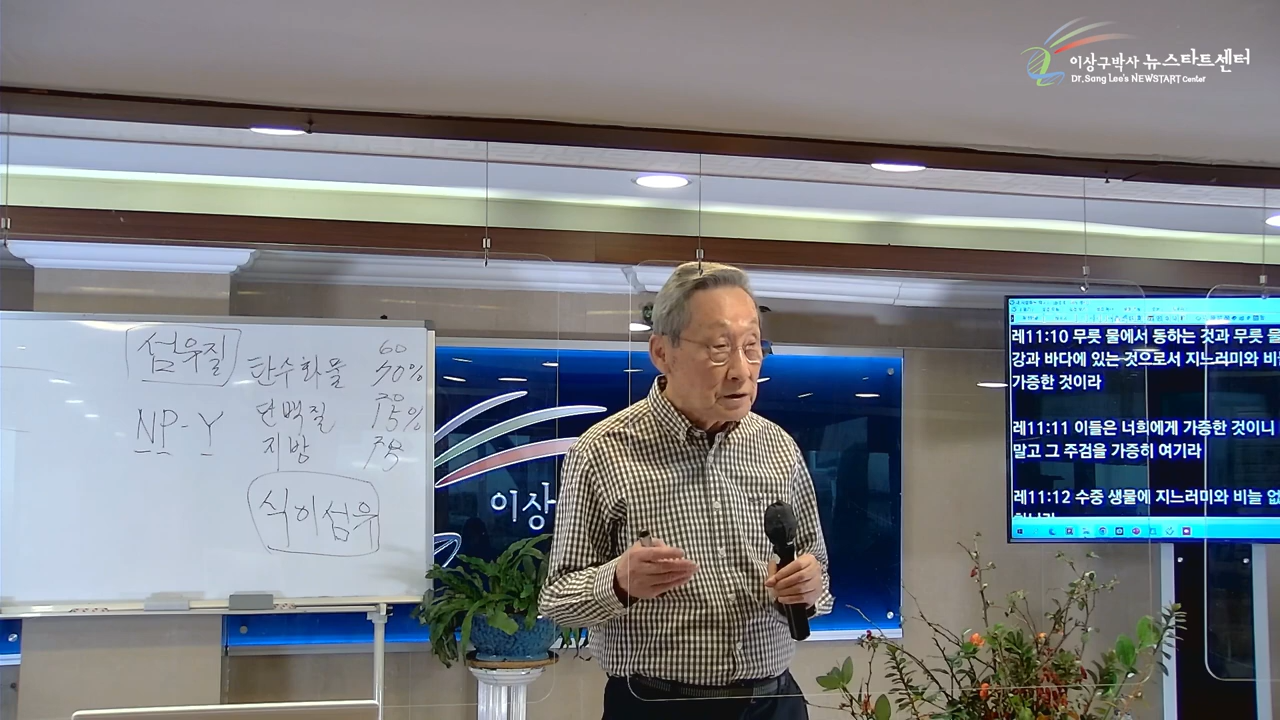 이상구박사 뉴스타트센터
Dr. Sang Lee's NEWSTART Center
섬유질
탄수화물 60 50%
NP-Y
단백질 20 15%
지방
식이섬유
이상
레11:10 무릇 물에서 동하는 것과 무릇 물
강과 바다에 있는 것으로서 지느러미와 비늘
가증한 것이라
레11:11 이들은 너희에게 가증한 것이니
말고 그 주검을 가증히 여기라
레11:12 수중 생물에 지느러미와 비늘 없